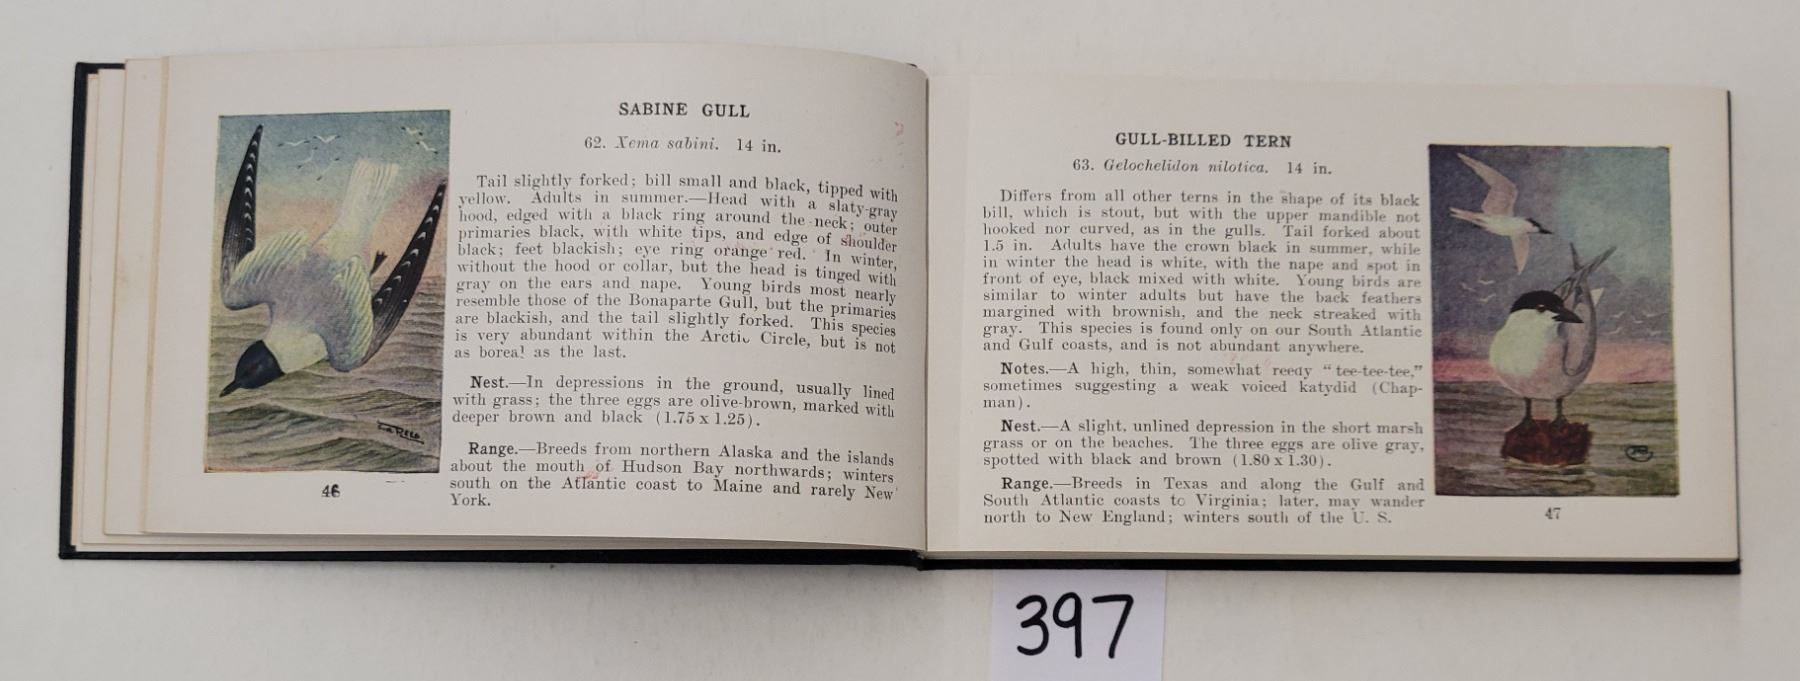 SABINE GULL
62. Xema sabini. 14 in.
Tail slightly forked; bill small and black, tipped with
yellow. Adults in summer.—Head with a slaty-gray
hood, edged with a black ring around the neck; outer
primaries black, with white tips, and edge of shoulder
black; feet blackish; eye ring orange red. In winter,
without the hood or collar, but the head is tinged with
gray on the ears and nape. Young birds most nearly
resemble those of the Bonaparte Gull, but the primaries
are blackish, and the tail slightly forked. This species
is very abundant within the Arctic Circle, but is not
as boreal as the last.
Nest.—In depressions in the ground, usually lined
with grass; the three eggs are olive-brown, marked with
deeper brown and black (1.75 x 1.25).
Range.—Breeds from northern Alaska and the islands
about the mouth of Hudson Bay northwards; winters
south on the Atlantic coast to Maine and rarely New
York.
46
GULL-BILLED TERN
63. Gelochelidon nilotica. 14 in.
Differs from all other terns in the shape of its black
bill, which is stout, but with the upper mandible not
hooked nor curved, as in the gulls. Tail forked about
1.5 in. Adults have the crown black in summer, while
in winter the head is white, with the nape and spot in
front of eye, black mixed with white. Young birds are
similar to winter adults but have the back feathers
margined with brownish, and the neck streaked with
gray. This species is found only on our South Atlantic
and Gulf coasts, and is not abundant anywhere.
Notes.—A high, thin, somewhat reedy "tee-tee-tee,"
sometimes suggesting a weak voiced katydid (Chap-
man).
Nest.—A slight, unlined depression in the short marsh
grass or on the beaches. The three eggs are olive gray,
spotted with black and brown (1.80 x 1.30).
Range.—Breeds in Texas and along the Gulf and
South Atlantic coasts to Virginia; later, may wander
north to New England; winters south of the U. S.
47
397